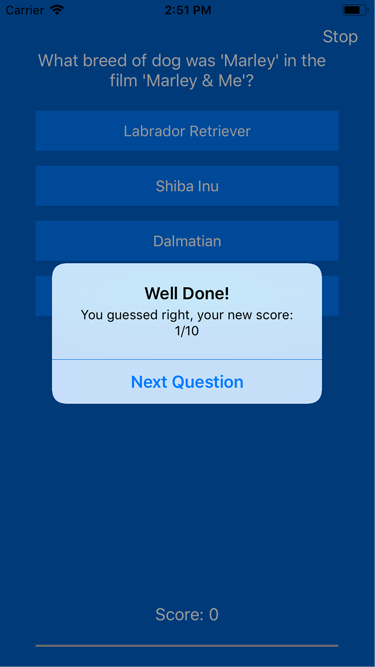 Carrier 2:51 PM
Stop
What breed of dog was 'Marley' in the
film 'Marley & Me'?
Labrador Retriever
Shiba Inu
Dalmatian
Well Done!
You guessed right, your new score:
1/10
Next Question
Score: 0